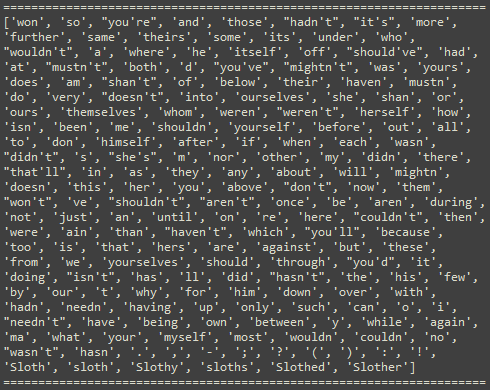 ======================================================================
['won', 'so', "you're", 'and', 'those', "hadn't", "it's", 'more',
'further', 'same', 'theirs', 'some', 'its', 'under', 'who',
"wouldn't", 'a', 'where', 'he', 'itself', 'off', "should've", 'had',
'at', "mustn't", 'both', 'd', "you've", "mightn't", 'was', 'yours',
'does', 'am', "shan't", 'of', 'below', 'their', 'haven', 'mustn',
'do', 'very', "doesn't", 'into', 'ourselves', 'she', 'shan', 'or',
'ours', 'themselves', 'whom', 'weren', "weren't", 'herself', 'how',
'isn', 'been', 'me', 'shouldn', 'yourself', 'before', 'out', 'all',
'to', 'don', 'himself', 'after', 'if', 'when', 'each', 'wasn',
"didn't", 's', "she's", 'm', 'nor', 'other', 'my', 'didn', 'there',
"that'll", 'in', 'as', 'they', 'any', 'about', 'will', 'mightn',
'doesn', 'this', 'her', 'you', 'above', "don't", 'now', 'them',
"won't", 've', "shouldn't", "aren't", 'once', 'be', 'aren', 'during',
'not', 'just', 'an', 'until', 'on', 're', 'here', "couldn't", 'then',
'were', 'ain', 'than', "haven't", 'which', "you'll", 'because',
'too', 'is', 'that', 'hers', 'are', 'against', 'but', 'these',
'from', 'we', 'yourselves', 'should', 'through', "you'd", 'it',
'doing', "isn't", 'has', 'll', 'did', "hasn't", 'the', 'his', 'few',
'by', 'our', 't', 'why', 'for', 'him', 'down', 'over', 'with',
'hadn', 'needn', 'having', 'up', 'only', 'such', 'can', 'o', 'i',
"needn't", 'have', 'being', 'own', 'between', 'y', 'while', 'again',
'ma', 'what', 'your', 'myself', 'most', 'wouldn', 'couldn', 'no',
"wasn't", 'hasn', '.', ',', '-', ';', '?', '(', ')', ':', '!',
'Sloth', 'sloth', 'Slothy', 'sloths', 'Slothed', 'Slother']
======================================================================